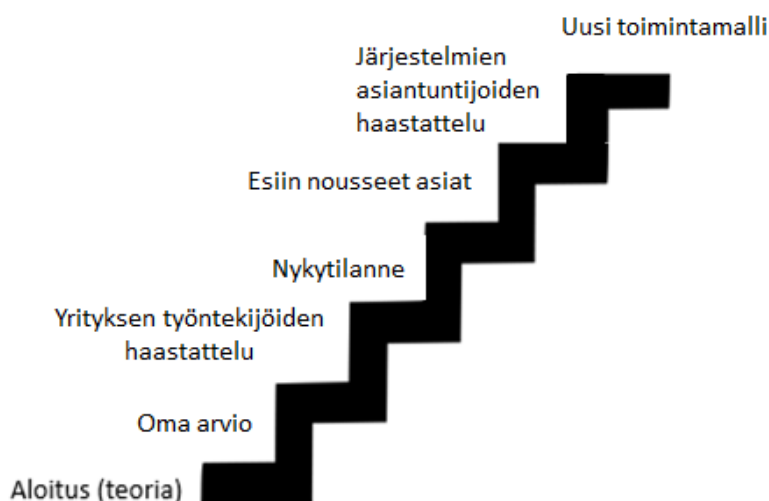 Uusi toimintamalli
Järjestelmien
asiantuntijoiden
haastattelu
Esiin nousseet asiat
Nykytilanne
Yrityksen työntekijöiden
haastattelu
Oma arvio
Aloitus (teoria)